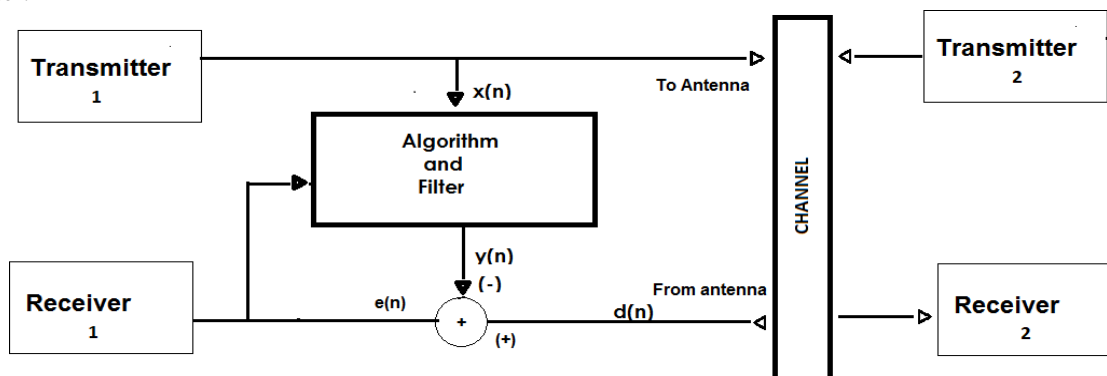 Transmitter
1
x(n)
To Antenna
Transmitter
2
Algorithm
and
Filter
CHANNEL
y(n)
(-)
Receiver
1
e(n)
+
(+)
d(n)
From antenna
Receiver
2